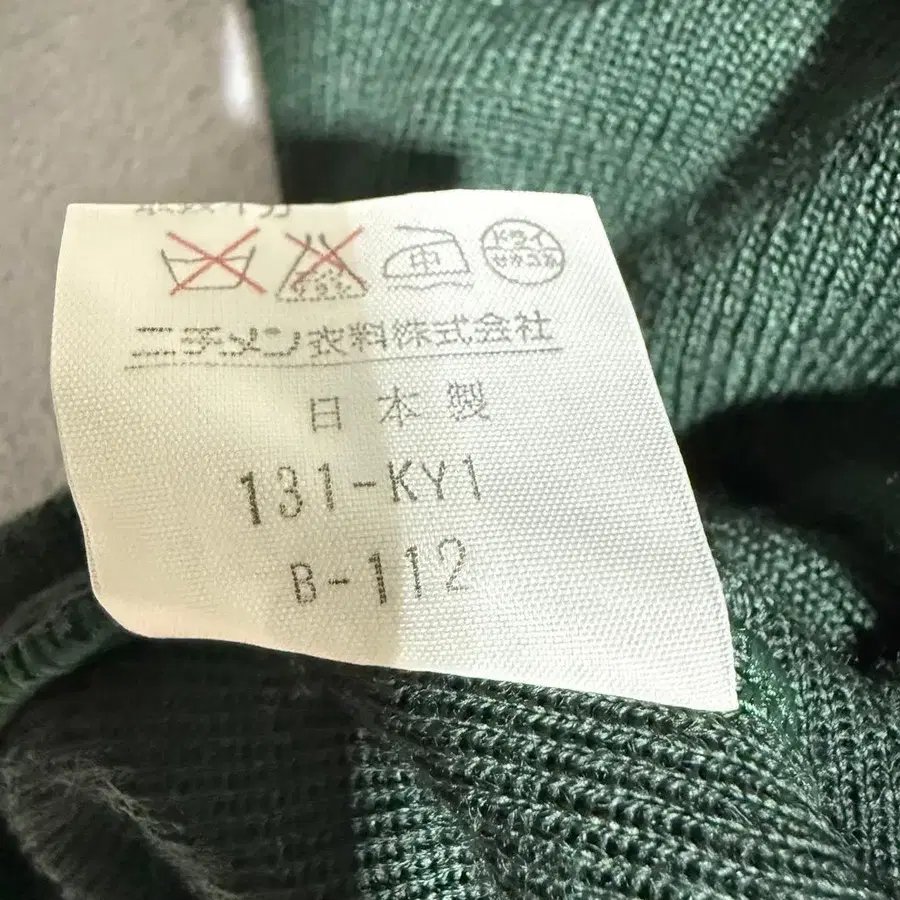 中 ドライ セキユ系
ニチメン衣料株式会社
日本製
131-KY1
B-112